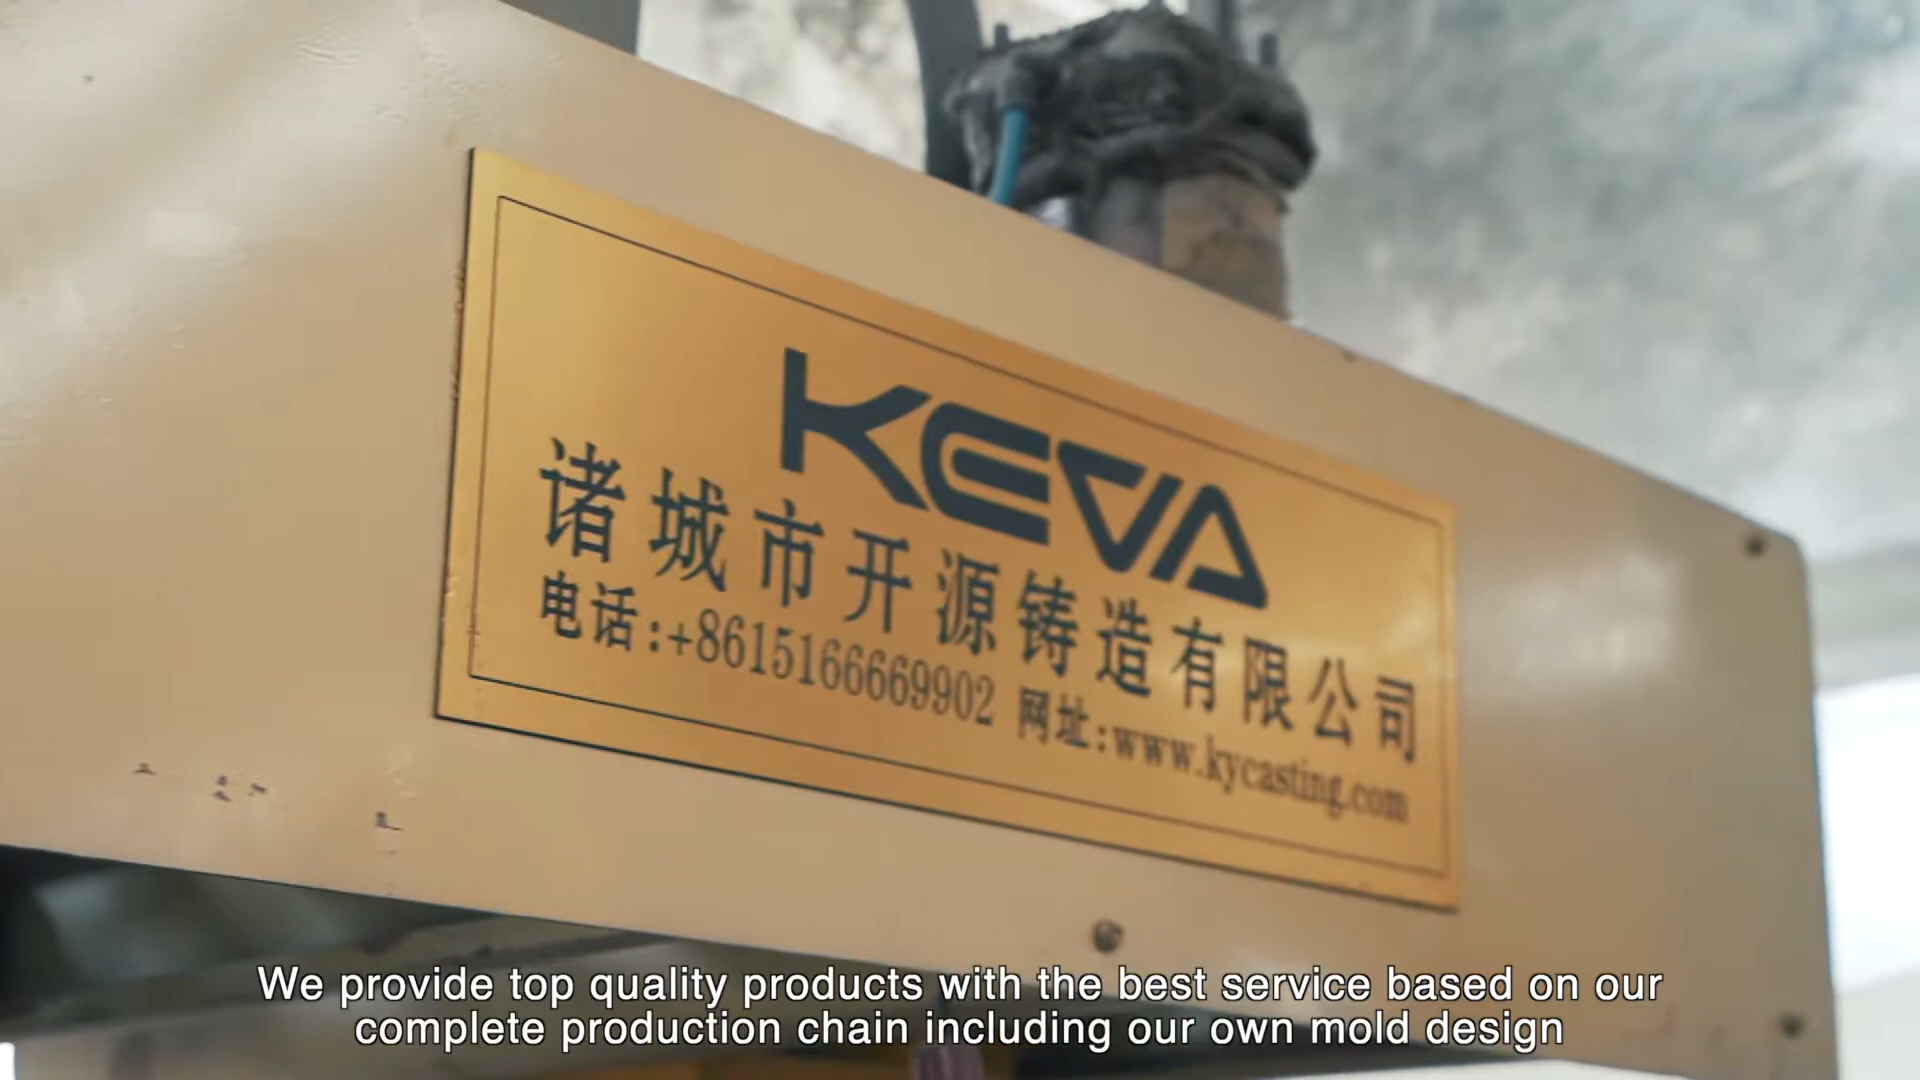 KEVA
诸城市开源铸造有限公司
电话:+8615166669902 网址:www.kycasting.com
We provide top quality products with the best service based on our
complete production chain including our own mold design